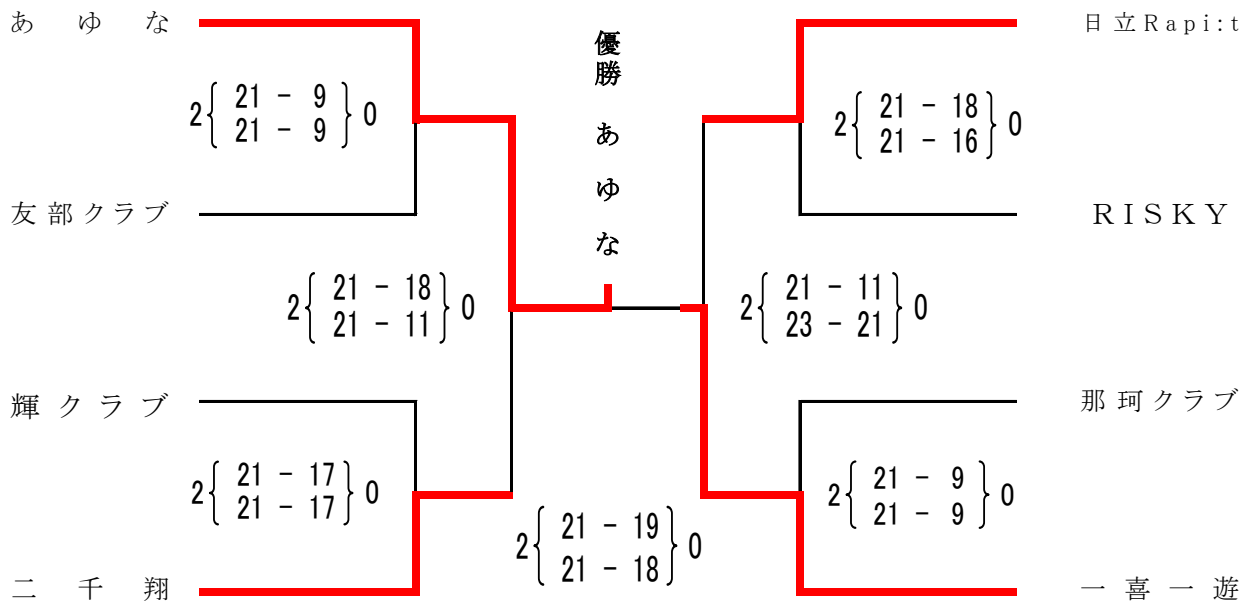 あゆな
2{ 21 - 9 }0
21 - 9
友部クラブ
2{ 21 - 18 }0
21 - 11
輝クラブ
2{ 21 - 17 }0
21 - 17
二千翔
優勝 あゆな
2{ 21 - 19 }0
21 - 18
日立Rapi:t
2{ 21 - 18 }0
21 - 16
RISKY
2{ 21 - 11 }0
23 - 21
那珂クラブ
2{ 21 - 9 }0
21 - 9
一喜一遊